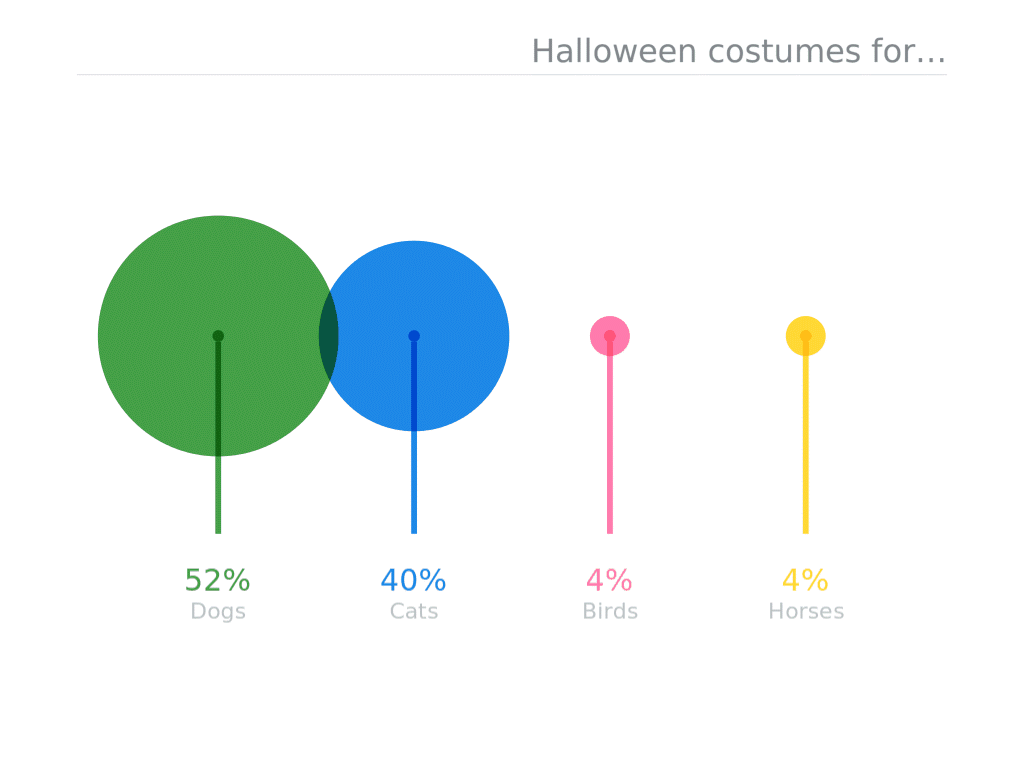 Halloween costumes for...
52%
Dogs
40%
Cats
4%
Birds
4%
Horses